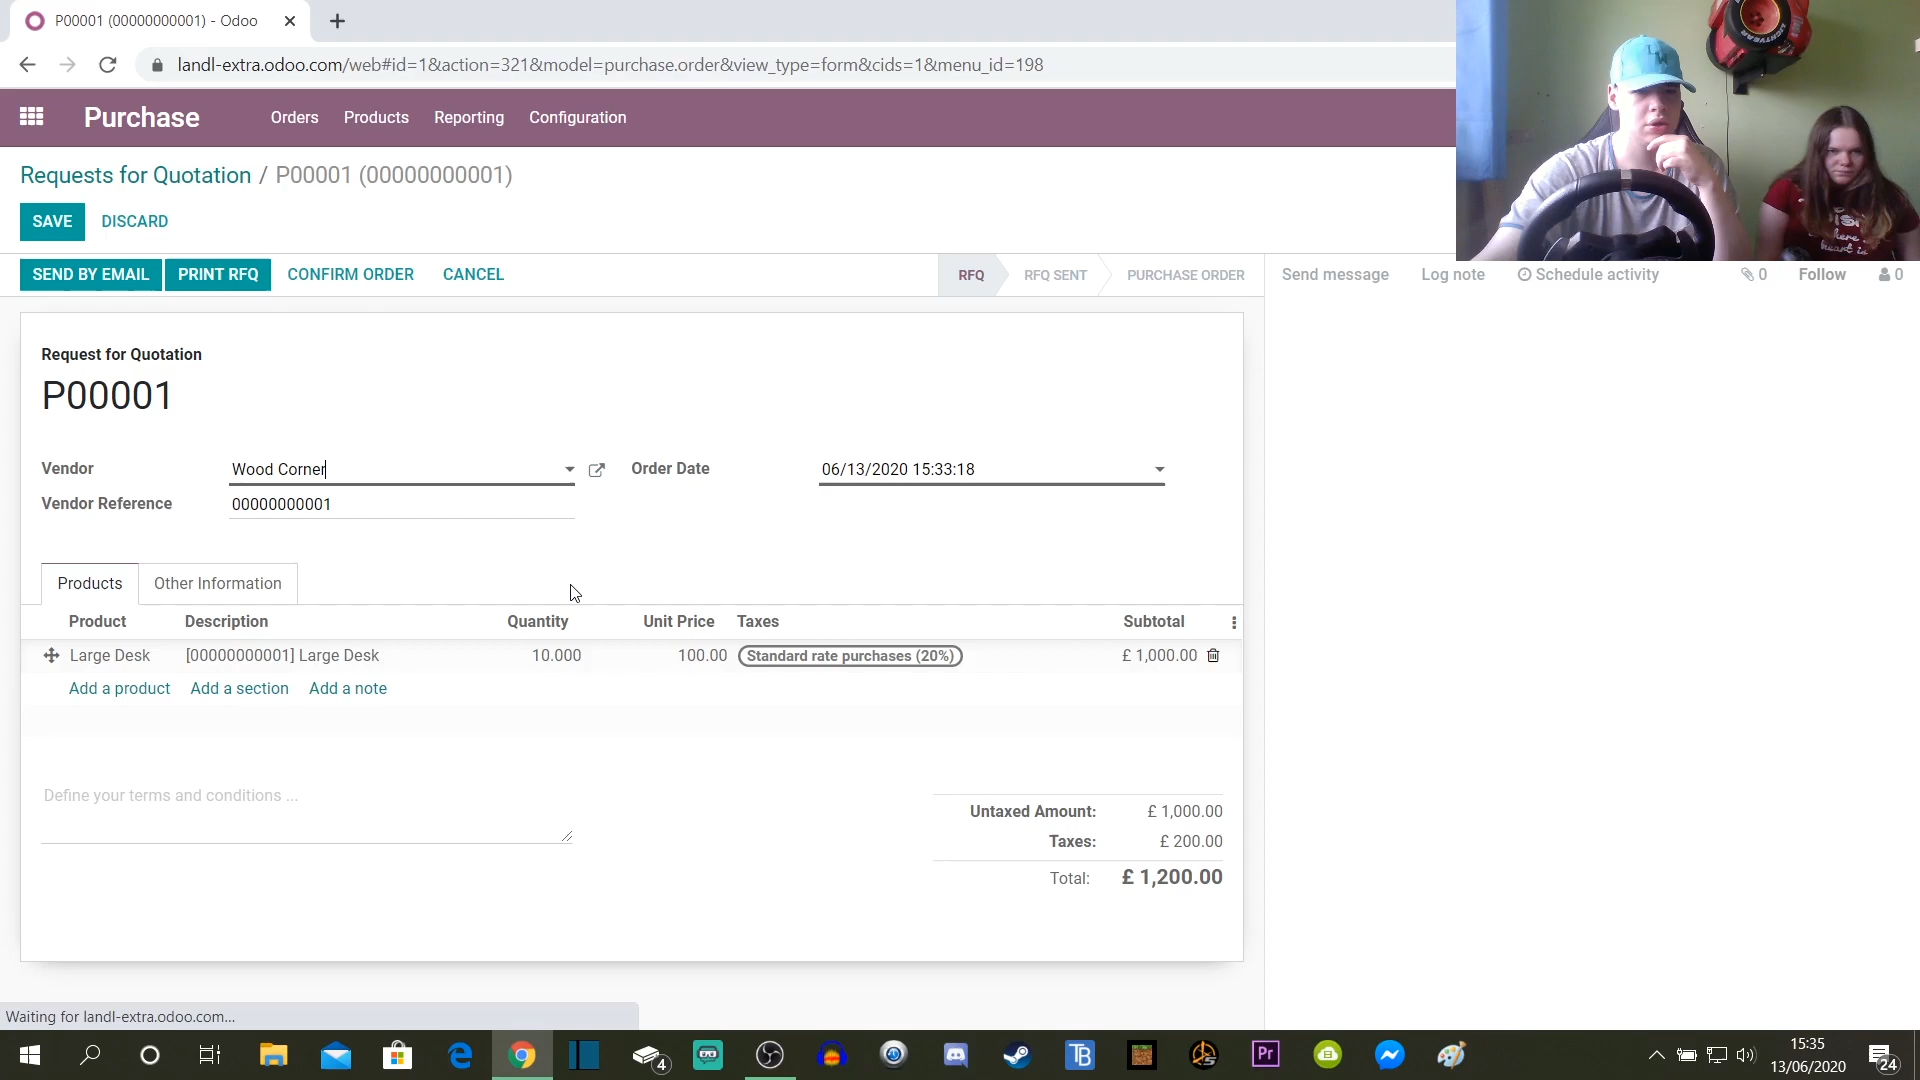 P00001 (00000000001) - Odoo
landl-extra.odoo.com/web#id=1&action=321&model=purchase.order&view_type=form&cids=1&menu_id=198
Purchase Orders Products Reporting Configuration
Requests for Quotation / P00001 (00000000001)
SAVE DISCARD
SEND BY EMAIL PRINT RFQ CONFIRM ORDER CANCEL RFQ RFQ SENT PURCHASE ORDER Send message Log note Schedule activity 0 Follow 0
Request for Quotation
P00001
Vendor Wood Corner Order Date 06/13/2020 15:33:18
Vendor Reference 00000000001
Products Other Information
Product Description Quantity Unit Price Taxes Subtotal
Large Desk [00000000001] Large Desk 10.000 100.00 Standard rate purchases (20%) £ 1,000.00
Add a product Add a section Add a note
Define your terms and conditions ...
Untaxed Amount: £ 1,000.00
Taxes: £ 200.00
Total: £ 1,200.00
Waiting for landl-extra.odoo.com...
4
TB
Pr
15:35
13/06/2020
24